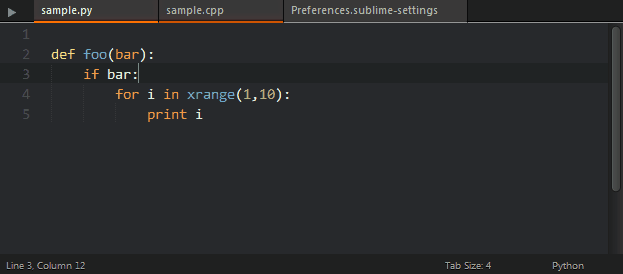 sample.py sample.cpp Preferences.sublime-settings
1
2 def foo(bar):
3 if bar:
4 for i in xrange(1,10):
5 print i
Line 3, Column 12 Tab Size: 4 Python